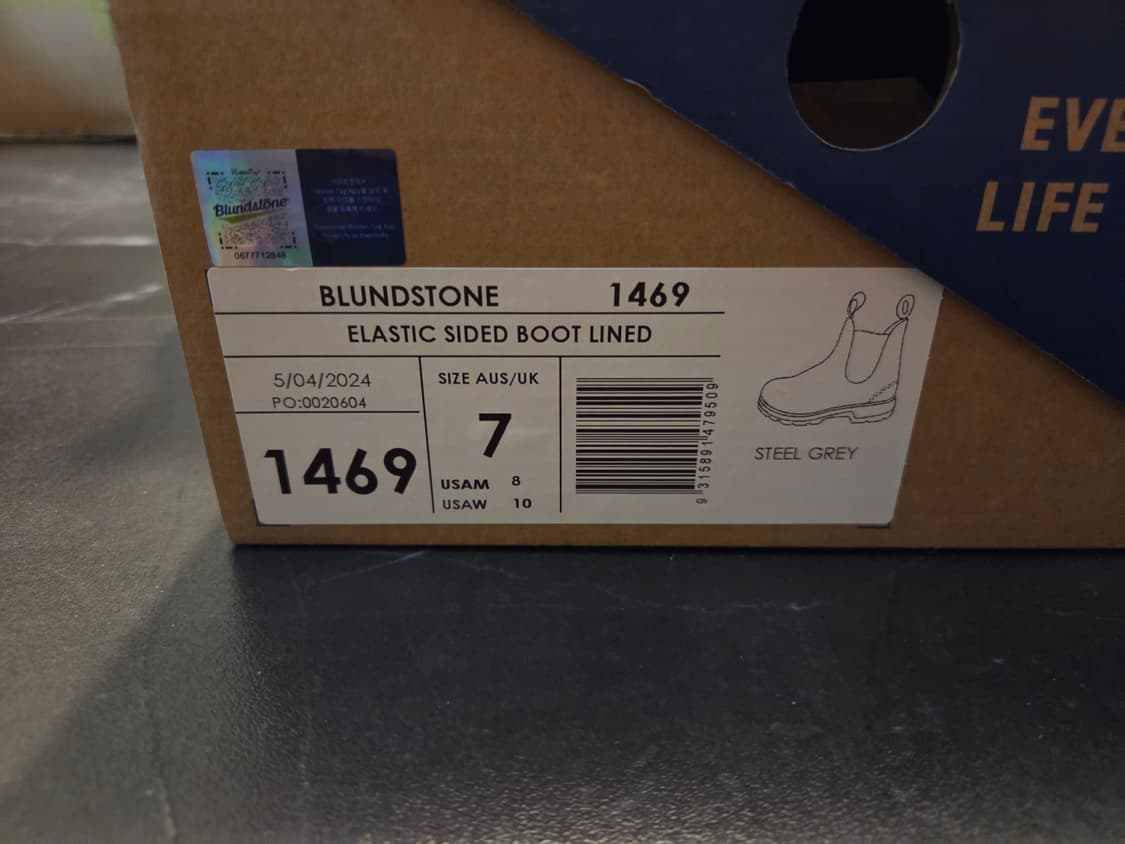 EVE
LIFE
Blundstone
0677712848
BLUNDSTONE 1469
ELASTIC SIDED BOOT LINED
5/04/2024
PO:0020604
1469
SIZE AUS/UK
7
USAM 8
USAW 10
9 315891 479509
STEEL GREY